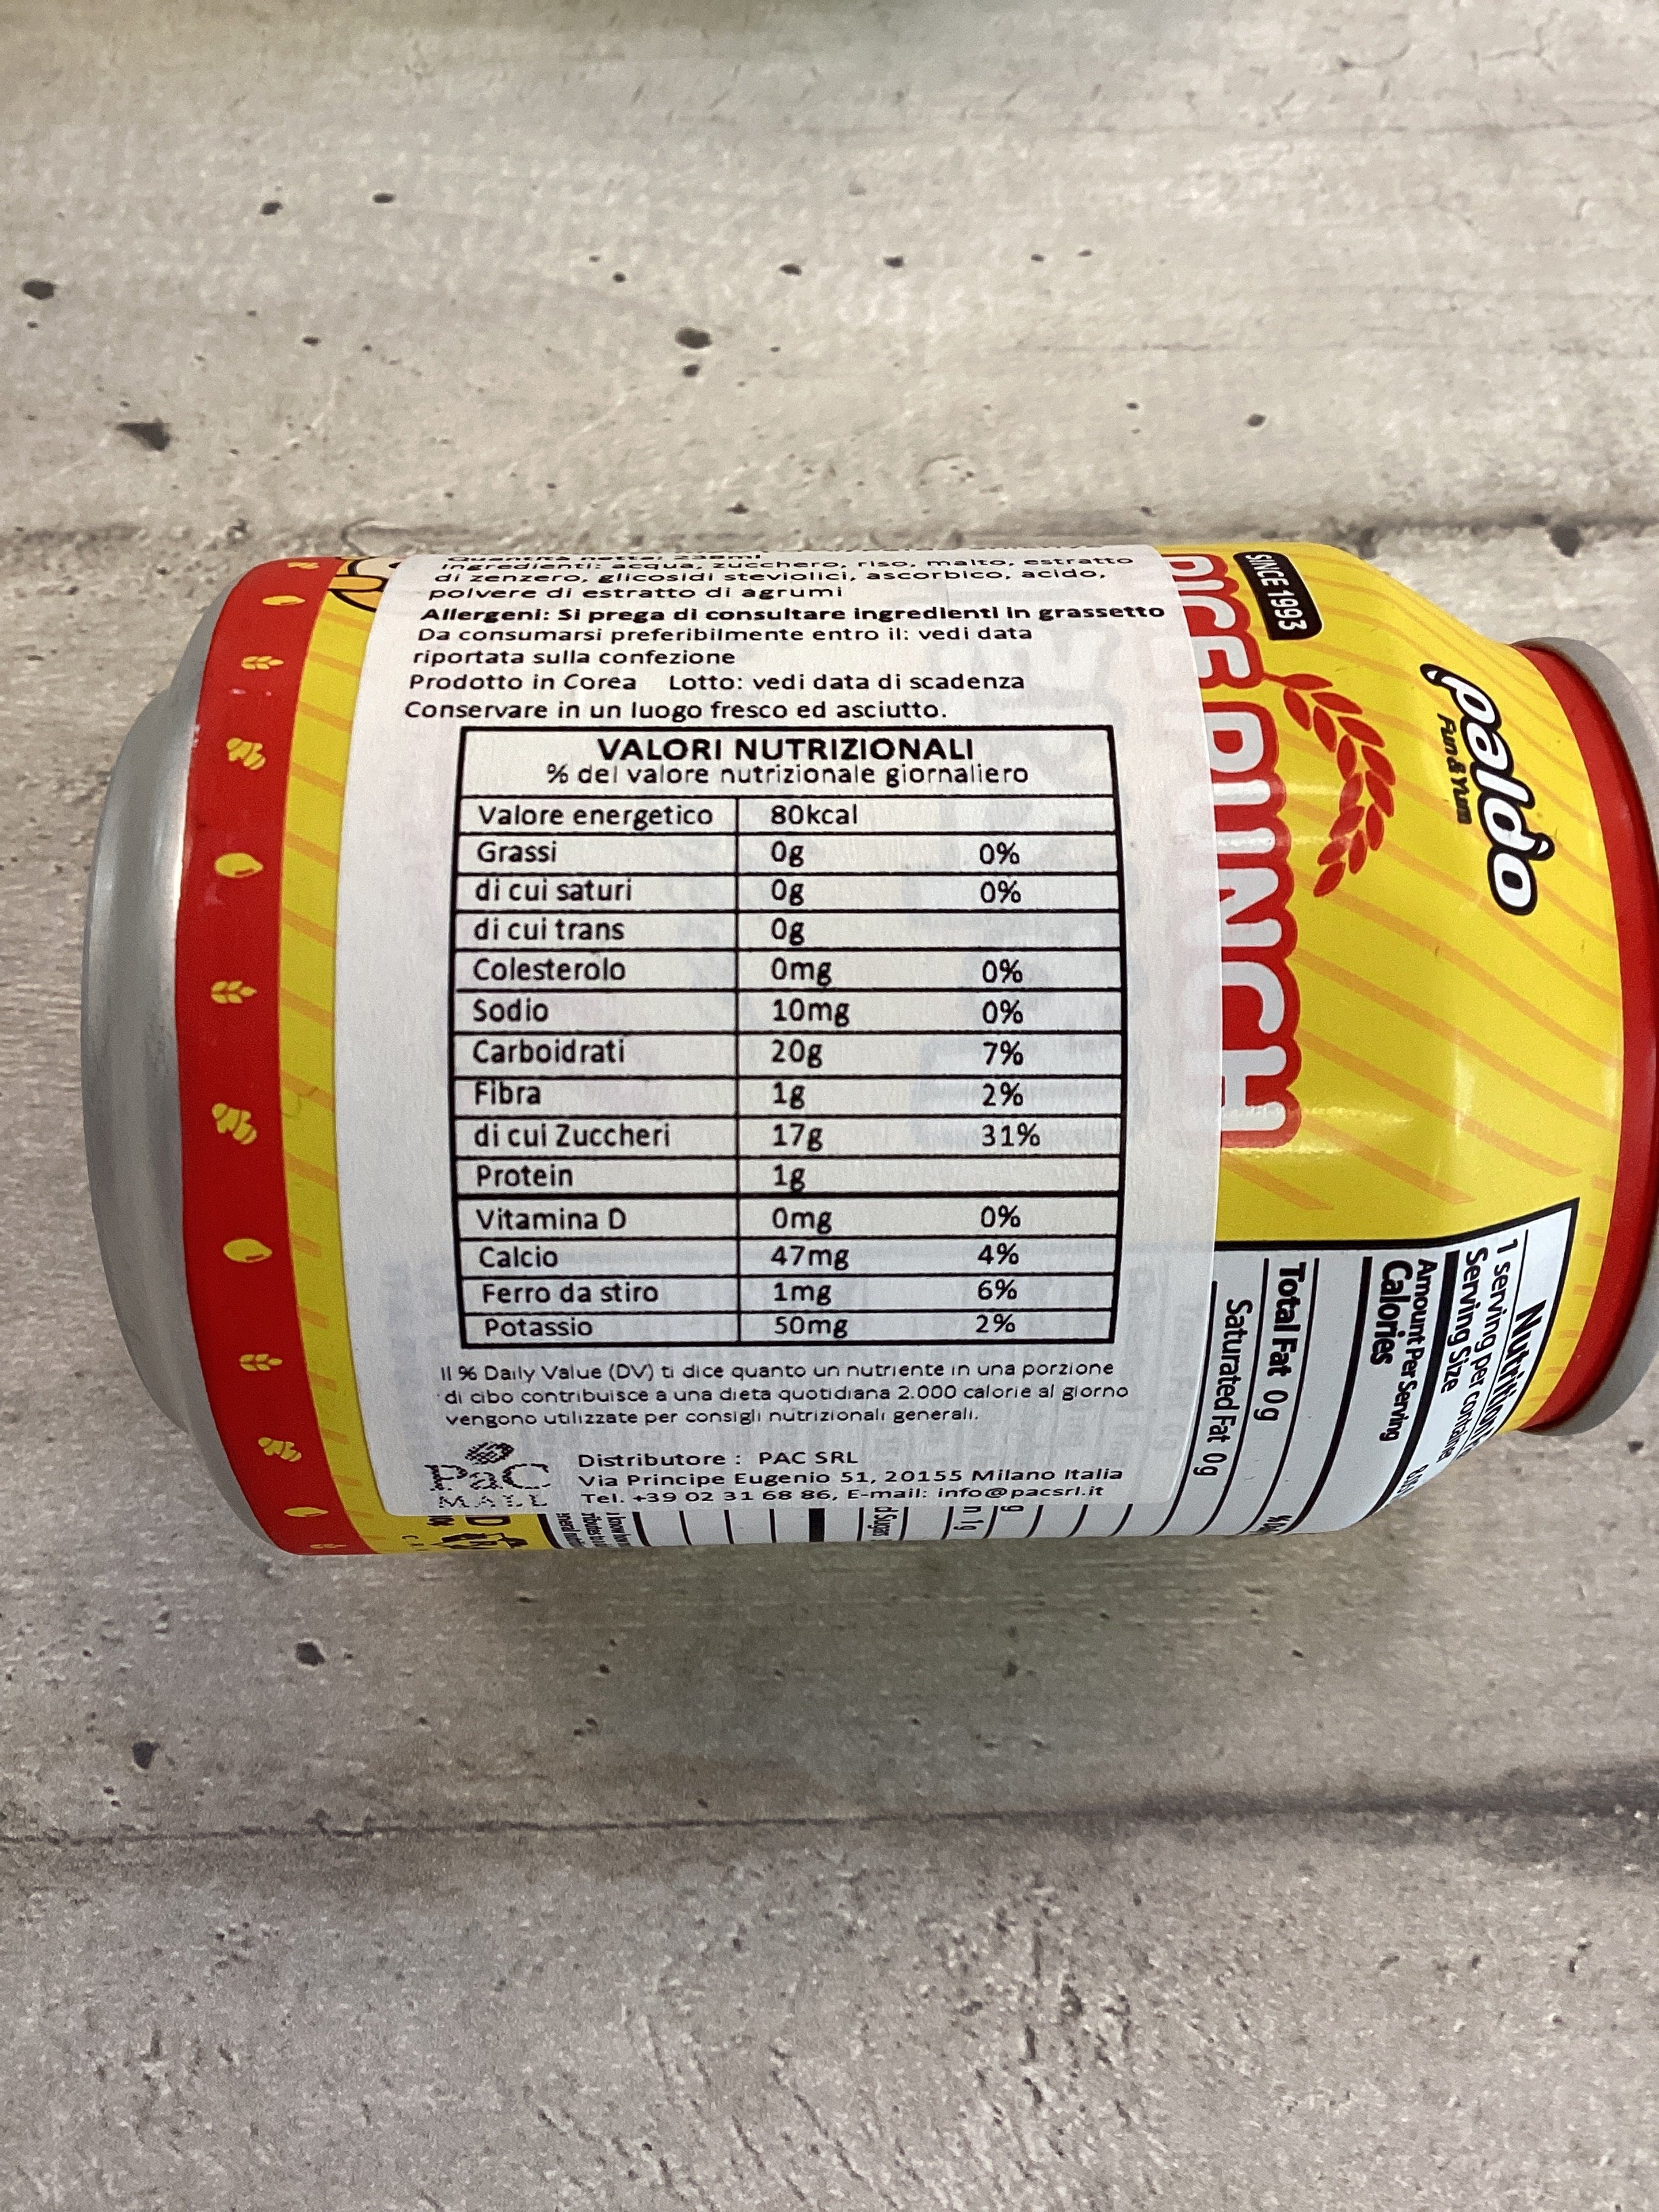 Quantità netta: 238ml
Ingredienti: acqua, zucchero, riso, malto, estratto
di zenzero, glicosidi steviolici, ascorbico, acido,
polvere di estratto di agrumi
Allergeni: Si prega di consultare ingredienti in grassetto
Da consumarsi preferibilmente entro il: vedi data
riportata sulla confezione
Prodotto in Corea Lotto: vedi data di scadenza
Conservare in un luogo fresco ed asciutto.
VALORI NUTRIZIONALI
% del valore nutrizionale giornaliero
Valore energetico 80kcal
Grassi 0g 0%
di cui saturi 0g 0%
di cui trans 0g
Colesterolo 0mg 0%
Sodio 10mg 0%
Carboidrati 20g 7%
Fibra 1g 2%
di cui Zuccheri 17g 31%
Protein 1g
Vitamina D 0mg 0%
Calcio 47mg 4%
Ferro da stiro 1mg 6%
Potassio 50mg 2%
Il % Daily Value (DV) ti dice quanto un nutriente in una porzione
di cibo contribuisce a una dieta quotidiana 2.000 calorie al giorno
vengono utilizzate per consigli nutrizionali generali.
PaC
MALL
Distributore : PAC SRL
Via Principe Eugenio 51, 20155 Milano Italia
Tel. +39 02 31 68 86, E-mail: info@pacsrl.it
paldo
Fun & Yum
SINCE 1993
RICE PUNCH
1 serving per container
Serving Size
Amount Per Serving
Calories
Total Fat 0g
Saturated Fat 0g